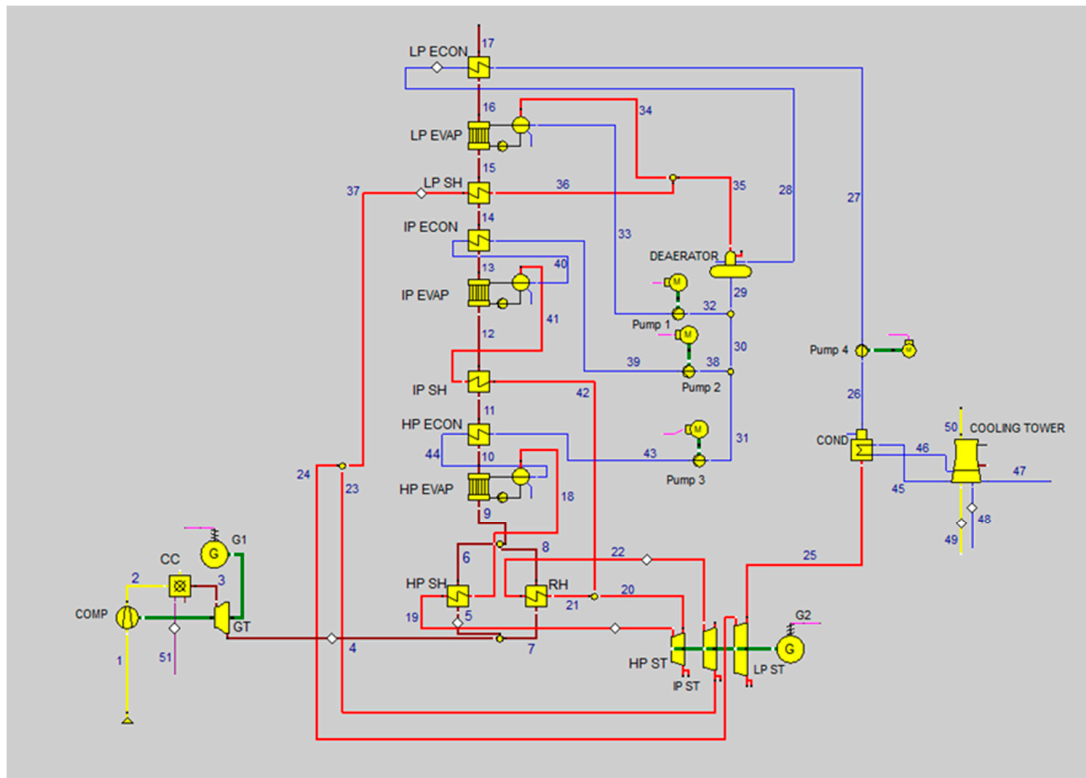 LP ECON
17
16
34
LP EVAP
15
LP SH
36
35
28
27
37
14
IP ECON
33
DEAERATOR
13
40
29
IP EVAP
M
32
Pump 1
41
M
30
12
Pump 4
M
39
38
26
IP SH
42
Pump 2
11
HP ECON
M
31
50
COOLING TOWER
COND
46
44
10
43
47
24
23
Pump 3
45
HP EVAP
18
9
48
49
G1
G
6
8
22
25
CC
2
3
HP SH
RH
COMP
20
21
G2
GT
19
5
G
1
51
4
7
HP ST
IP ST
LP ST